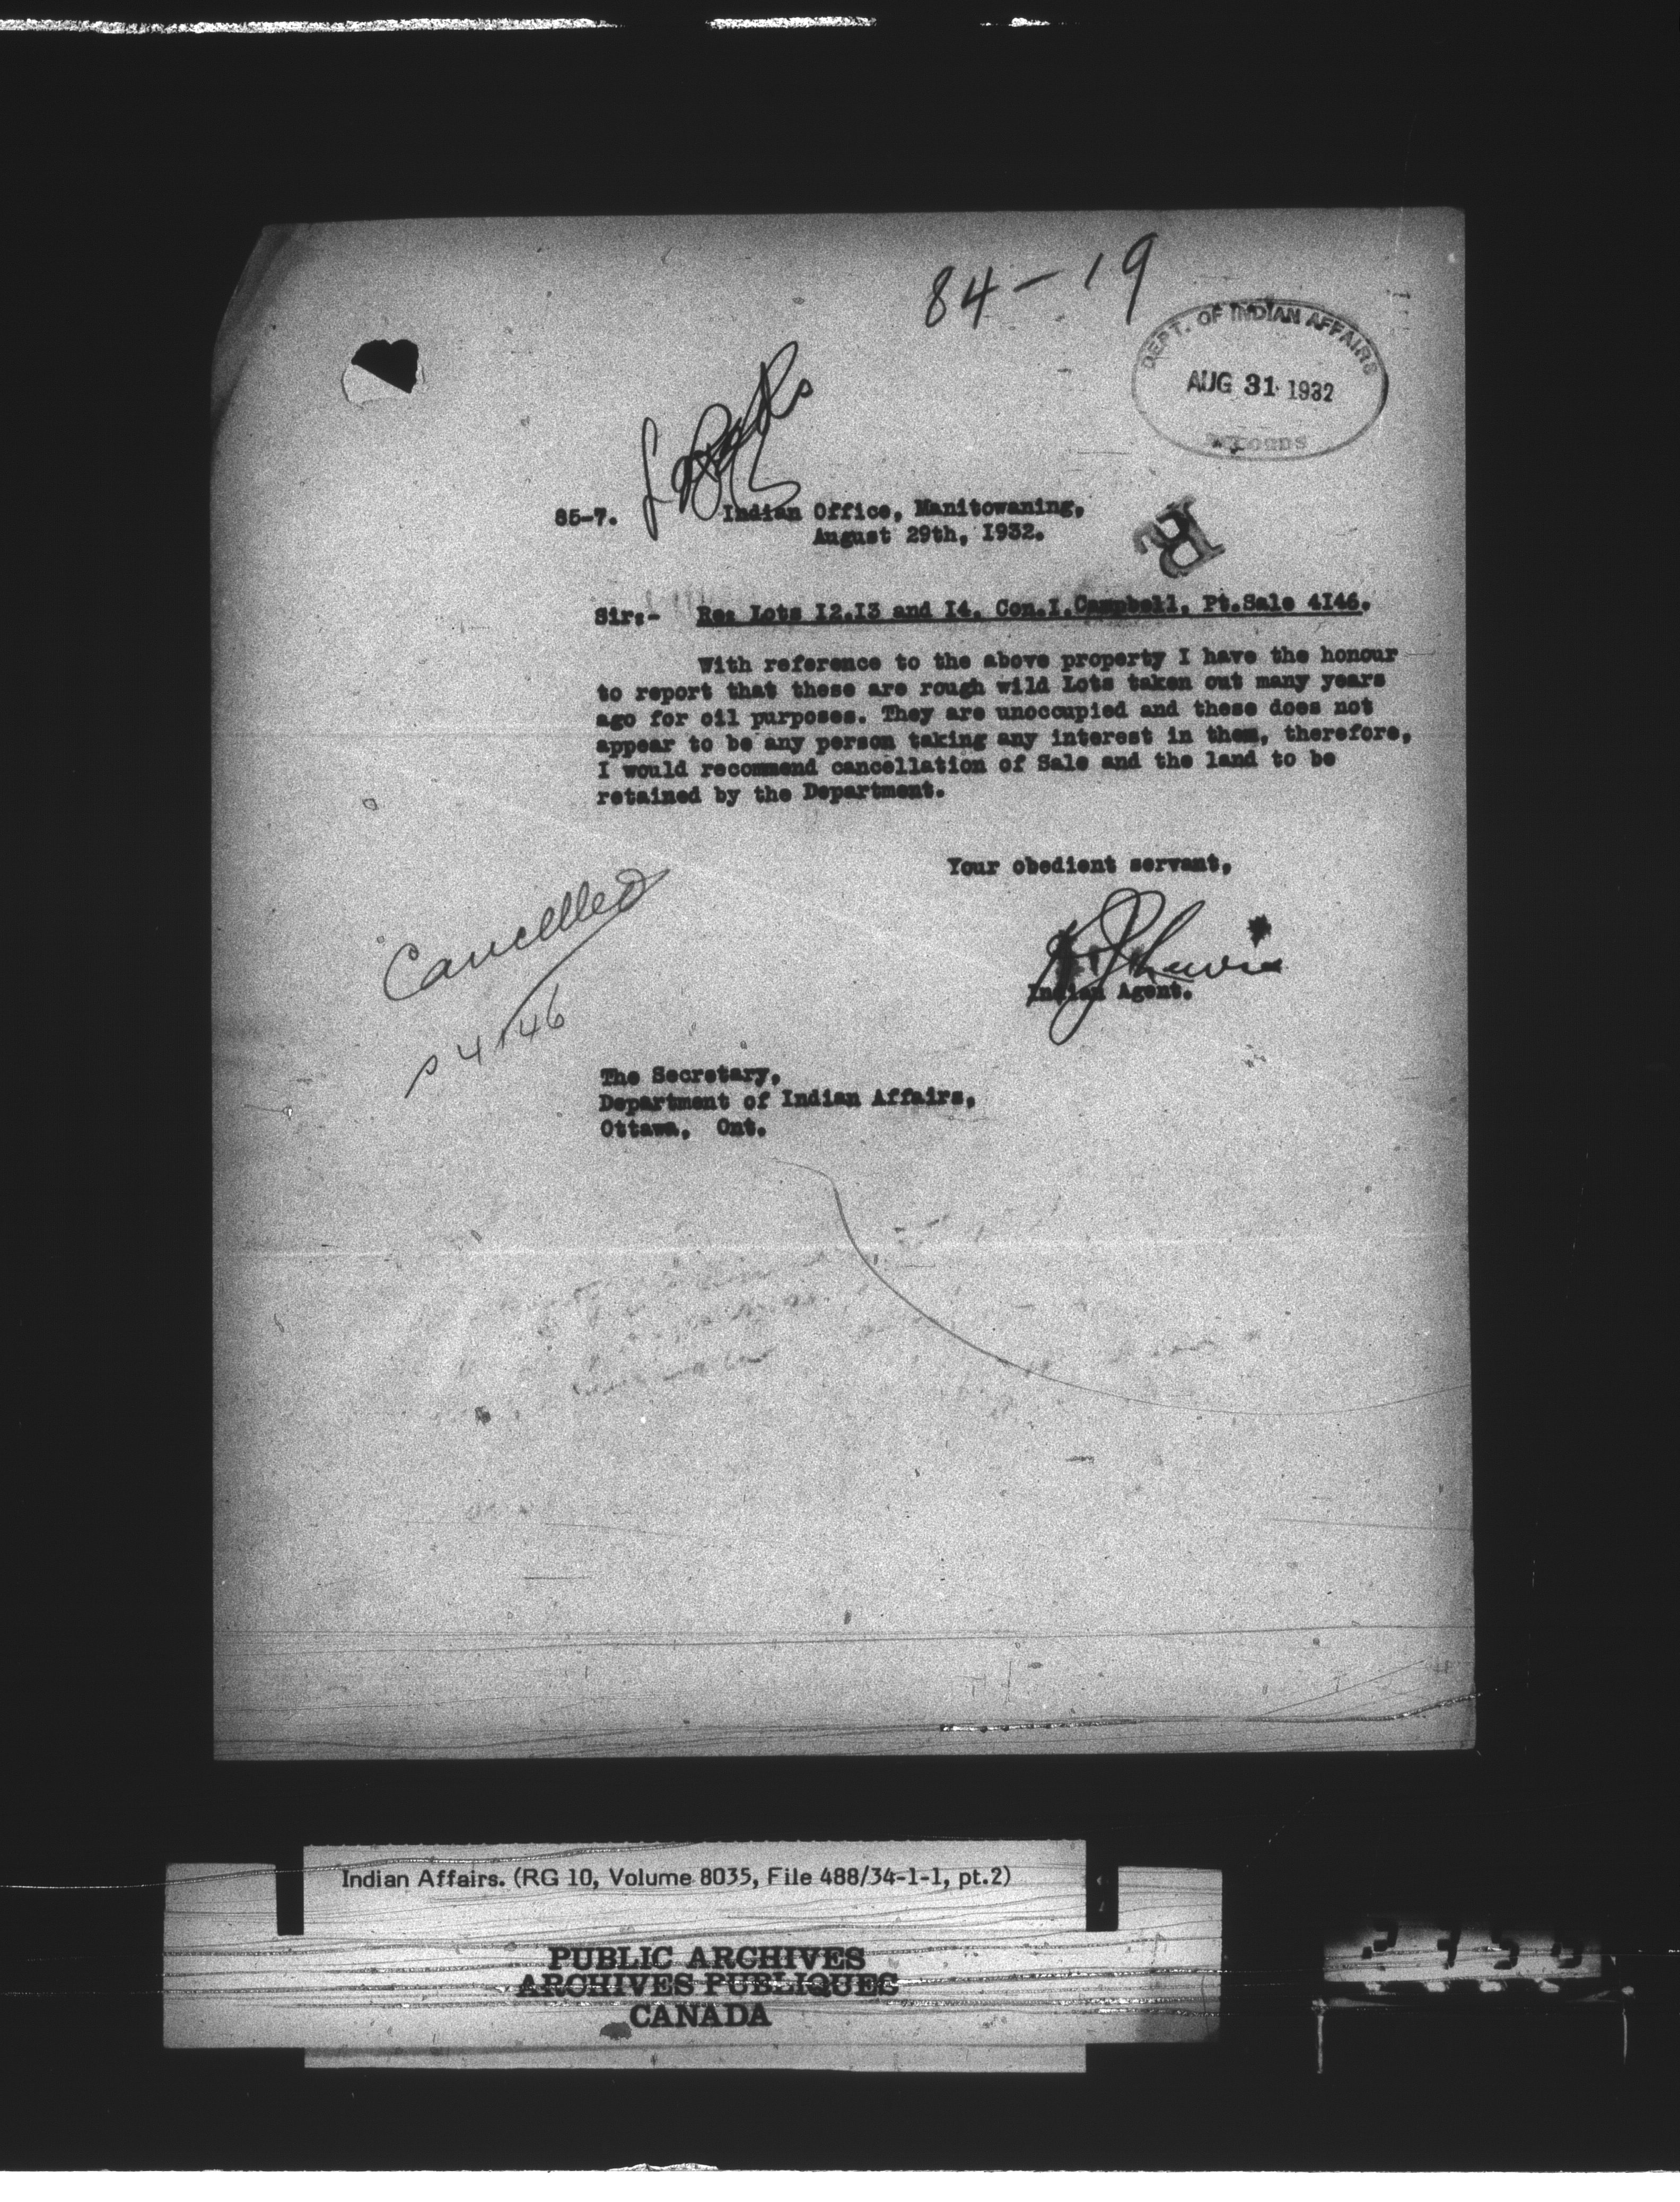 84-19
DEPT. OF INDIAN AFFAIRS
AUG 31 1932
RECORDS
85-7.
Indian Office, Manitowaning,
August 29th, I932.
R
Sir:- Re: Lots I2.I3 and I4. Con.I.Campbell, Pt.Sale 4I46.
With reference to the above property I have the honour
to report that these are rough wild Lots taken out many years
ago for oil purposes. They are unoccupied and these does not
appear to be any person taking any interest in them, therefore,
I would recommend cancellation of Sale and the land to be
retained by the Department.
Your obedient servant,
Indian Agent.
Cancelled
4146
The Secretary,
Department of Indian Affairs,
Ottawa, Ont.
Indian Affairs. (RG 10, Volume 8035, File 488/34-1-1, pt.2)
PUBLIC ARCHIVES
ARCHIVES PUBLIQUES
CANADA